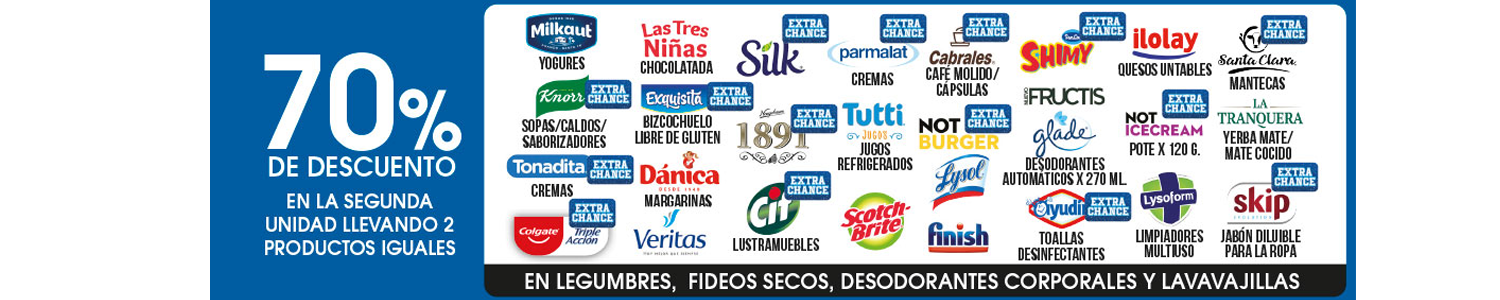 70%
DE DESCUENTO
EN LA SEGUNDA
UNIDAD LLEVANDO 2
PRODUCTOS IGUALES
Milkaut
YOGURES
Las Tres
Niñas
CHOCOLATADA
EXTRA
CHANCE
Silk
EXTRA
CHANCE
parmalat
CREMAS
EXTRA
CHANCE
Cabrales
CAFÉ MOLIDO/
CÁPSULAS
EXTRA
CHANCE
SHIMY
ilolay
QUESOS UNTABLES
EXTRA
CHANCE
Santa Clara
MANTECAS
Knorr
EXTRA
CHANCE
SOPAS/CALDOS/
SABORIZADORES
Exquisita
EXTRA
CHANCE
BIZCOCHUELO
LIBRE DE GLUTEN
EXTRA
CHANCE
1891
Tutti
JUGOS
JUGOS
REFRIGERADOS
EXTRA
CHANCE
NOT
BURGER
NUEVO
FRUCTIS
glade
DESODORANTES
AUTOMÁTICOS X 270 ML.
EXTRA
CHANCE
NOT
ICECREAM
POTE X 120 G.
LA
TRANQUERA
YERBA MATE/
MATE COCIDO
Tonadita
EXTRA
CHANCE
CREMAS
Dánica
DESDE 1940
MARGARINAS
EXTRA
CHANCE
Cif
LUSTRAMUEBLES
Scotch-
Brite
Lysol
finish
EXTRA
CHANCE
Ayudín
TOALLAS
DESINFECTANTES
Lysoform
LIMPIADORES
MULTIUSO
EXTRA
CHANCE
skip
JABÓN DILUIBLE
PARA LA ROPA
EXTRA
CHANCE
Colgate
Triple
Acción
Veritas
EN LEGUMBRES, FIDEOS SECOS, DESODORANTES CORPORALES Y LAVAVAJILLAS